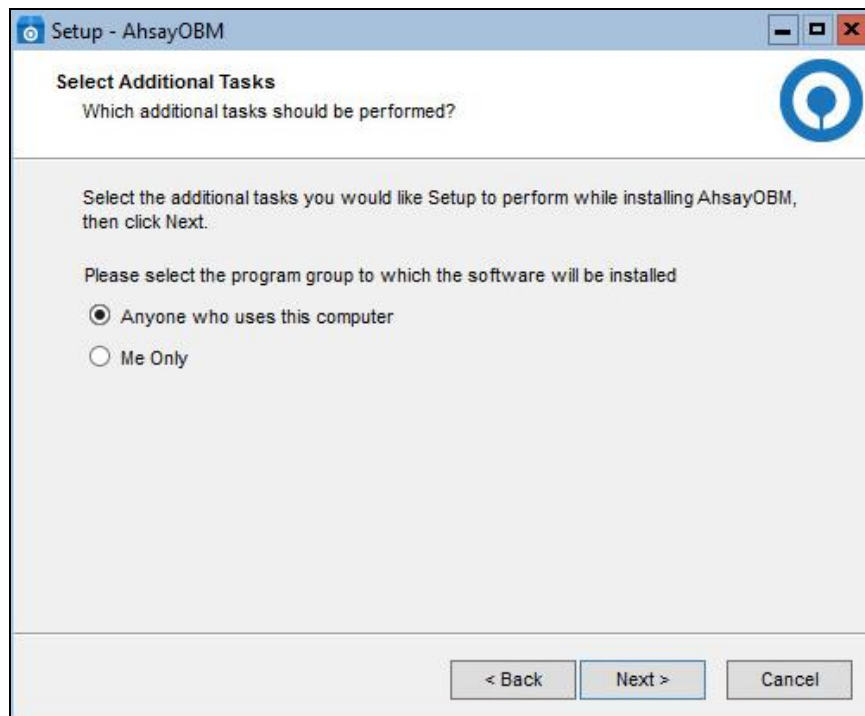 Setup - AhsayOBM
Select Additional Tasks
Which additional tasks should be performed?
Select the additional tasks you would like Setup to perform while installing AhsayOBM,
then click Next.
Please select the program group to which the software will be installed
Anyone who uses this computer
Me Only
< Back Next > Cancel